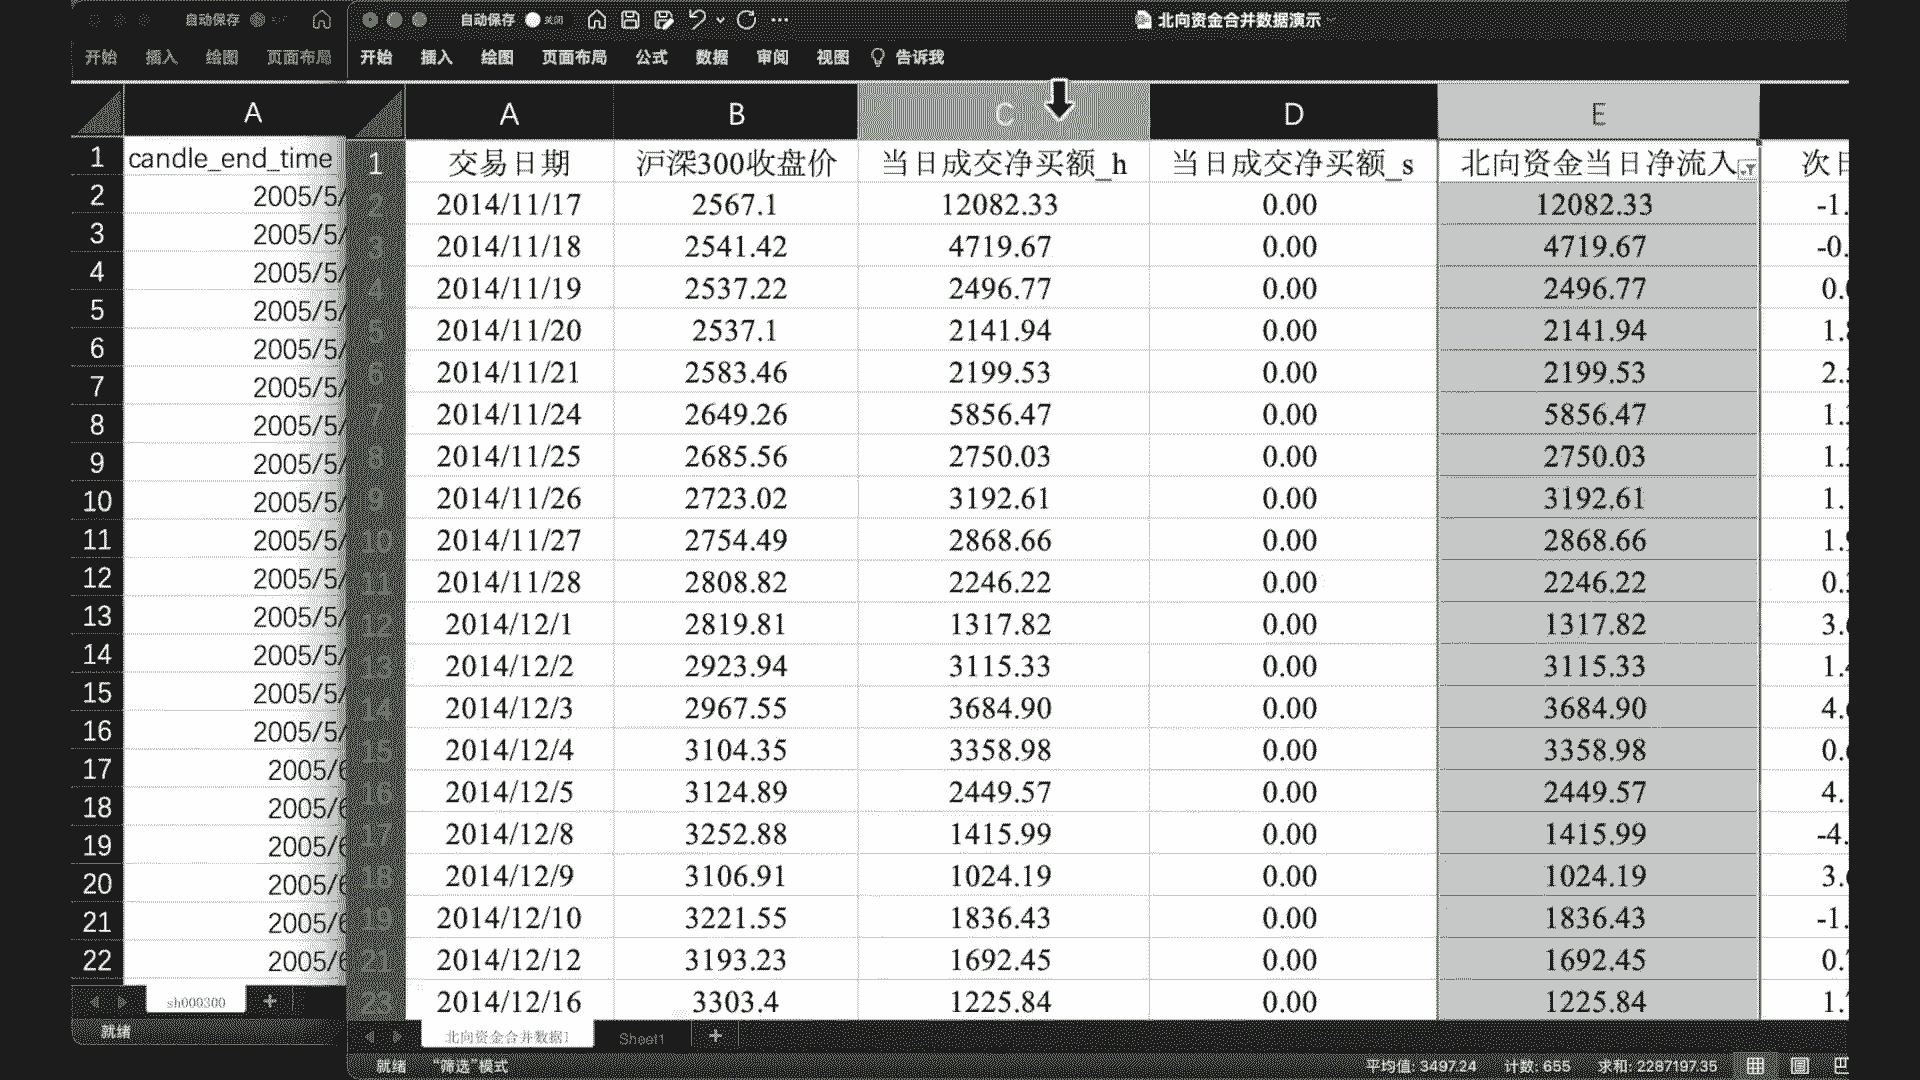 自动保存
自动保存 关闭
北向资金合并数据演示
开始 插入 绘图 页面布局
开始 插入 绘图 页面布局 公式 数据 审阅 视图 告诉我
A
A B C D E
1 candle_end_time
2 2005/5/
3 2005/5/
4 2005/5/
5 2005/5/
6 2005/5/
7 2005/5/
8 2005/5/
9 2005/5/
10 2005/5/
11 2005/5/
12 2005/5/
13 2005/5/
14 2005/5/
15 2005/5/
16 2005/5/
17 2005/6
18 2005/6
19 2005/6
20 2005/6
21 2005/6
22 2005/6
1 交易日期 沪深300收盘价 当日成交净买额_h 当日成交净买额_s 北向资金当日净流入 次日
2 2014/11/17 2567.1 12082.33 0.00 12082.33 -1.
3 2014/11/18 2541.42 4719.67 0.00 4719.67 -0.
4 2014/11/19 2537.22 2496.77 0.00 2496.77 0.
5 2014/11/20 2537.1 2141.94 0.00 2141.94 1.
6 2014/11/21 2583.46 2199.53 0.00 2199.53 2.
7 2014/11/24 2649.26 5856.47 0.00 5856.47 1.
8 2014/11/25 2685.56 2750.03 0.00 2750.03 1.
9 2014/11/26 2723.02 3192.61 0.00 3192.61 1.
10 2014/11/27 2754.49 2868.66 0.00 2868.66 1.
11 2014/11/28 2808.82 2246.22 0.00 2246.22 0.
12 2014/12/1 2819.81 1317.82 0.00 1317.82 3.
13 2014/12/2 2923.94 3115.33 0.00 3115.33 1.
14 2014/12/3 2967.55 3684.90 0.00 3684.90 4.
15 2014/12/4 3104.35 3358.98 0.00 3358.98 0.
16 2014/12/5 3124.89 2449.57 0.00 2449.57 4.
17 2014/12/8 3252.88 1415.99 0.00 1415.99 -4.
18 2014/12/9 3106.91 1024.19 0.00 1024.19 3.
19 2014/12/10 3221.55 1836.43 0.00 1836.43 -1.
21 2014/12/12 3193.23 1692.45 0.00 1692.45 0.
23 2014/12/16 3303.4 1225.84 0.00 1225.84 1.
sh000300
北向资金合并数据1 Sheet1
就绪
就绪 “筛选”模式 平均值: 3497.24 计数: 655 求和: 2287197.35